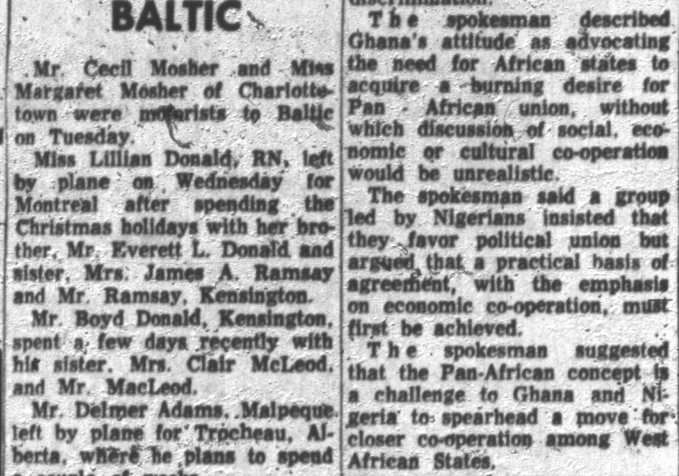 BALTIC
Mr. Cecil Mosher and Miss
Margaret Mosher of Charlotte-
town were motorists to Baltic
on Tuesday.
Miss Lillian Donald, RN, left
by plane on Wednesday for
Montreal after spending the
Christmas holidays with her bro-
ther, Mr. Everett L. Donald and
sister, Mrs. James A. Ramsay
and Mr. Ramsay, Kensington.
Mr. Boyd Donald, Kensington,
spent a few days recently with
his sister, Mrs. Clair McLeod,
and Mr. MacLeod.
Mr. Delmer Adams, Malpeque
left by plane for Trocheau, Al-
berta, where he plans to spend
discrimination.
The spokesman described
Ghana's attitude as advocating
the need for African states to
acquire a burning desire for
Pan - African union, without
which discussion of social, eco-
nomic or cultural co-operation
would be unrealistic.
The spokesman said a group
led by Nigerians insisted that
they favor political union but
argued that a practical basis of
agreement, with the emphasis
on economic co-operation, must
first be achieved.
The spokesman suggested
that the Pan-African concept is
a challenge to Ghana and Ni-
geria to spearhead a move for
closer co-operation among West
African States.